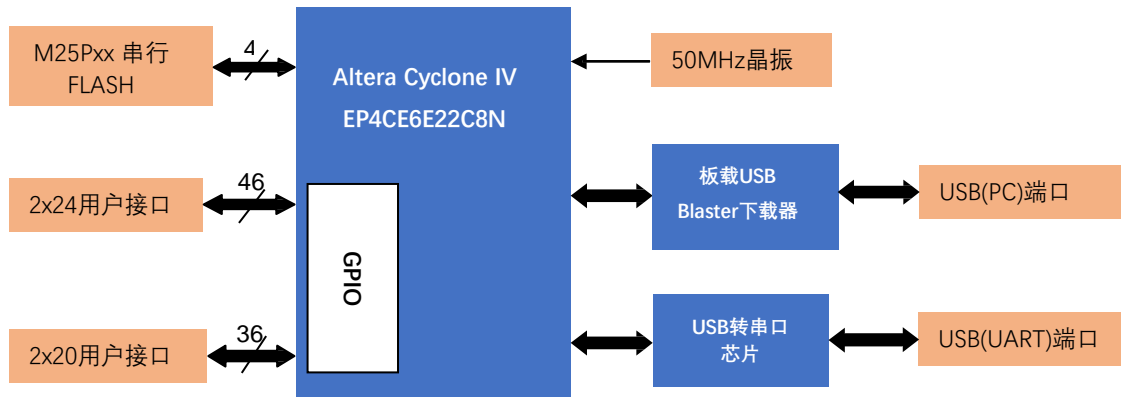 M25Pxx 串行
FLASH
4
Altera Cyclone IV
EP4CE6E22C8N
50MHz晶振
2x24用户接口
46
板载USB
Blaster下载器
USB(PC)端口
GPIO
2x20用户接口
36
USB转串口
芯片
USB(UART)端口